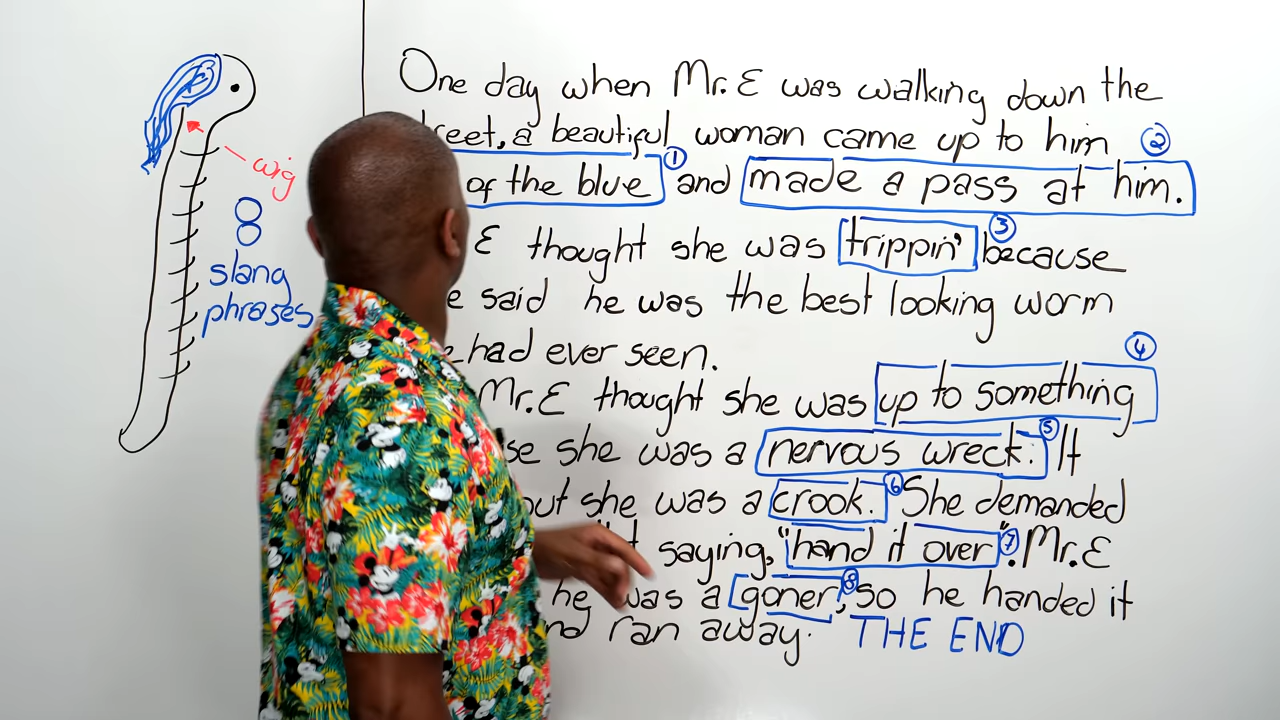 wig
8
slang
phrases
One day when Mr. E was walking down the
reet, a beautiful woman came up to him
of the blue ① and made a pass at him. ②
E thought she was trippin' ③ because
e said he was the best looking worm
e had ever seen.
Mr. E thought she was up to something ④
se she was a nervous wreck. ⑤ It
out she was a crook. ⑥ She demanded
t saying, "hand it over". ⑦ Mr. E
he was a goner, ⑧ so he handed it
nd ran away. THE END